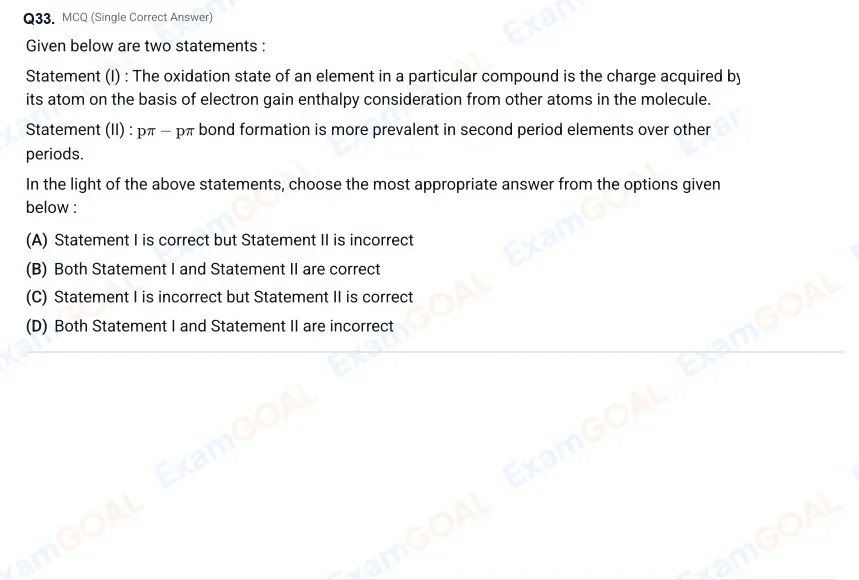 Q33. MCQ (Single Correct Answer)
Given below are two statements :
Statement (I) : The oxidation state of an element in a particular compound is the charge acquired by
its atom on the basis of electron gain enthalpy consideration from other atoms in the molecule.
Statement (II) : pπ − pπ bond formation is more prevalent in second period elements over other
periods.
In the light of the above statements, choose the most appropriate answer from the options given
below :
(A) Statement I is correct but Statement II is incorrect
(B) Both Statement I and Statement II are correct
(C) Statement I is incorrect but Statement II is correct
(D) Both Statement I and Statement II are incorrect
ExamGOAL